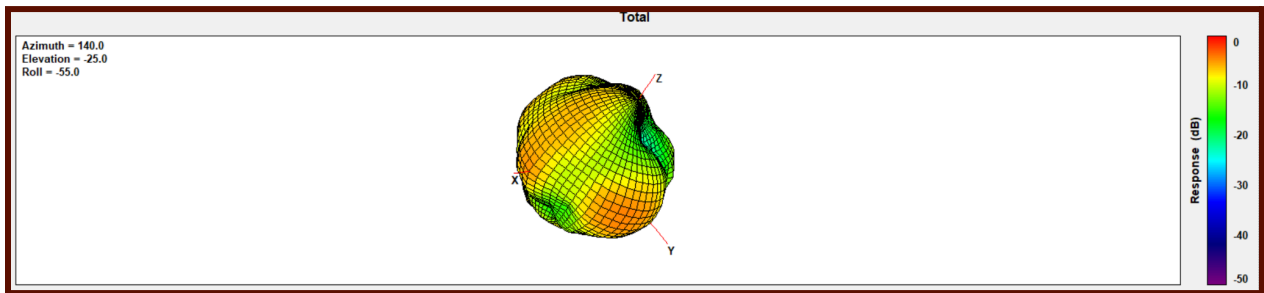 Total
Azimuth = 140.0
Elevation = -25.0
Roll = -55.0
Z
X
Y
0
-10
-20
-30
-40
-50
Response (dB)